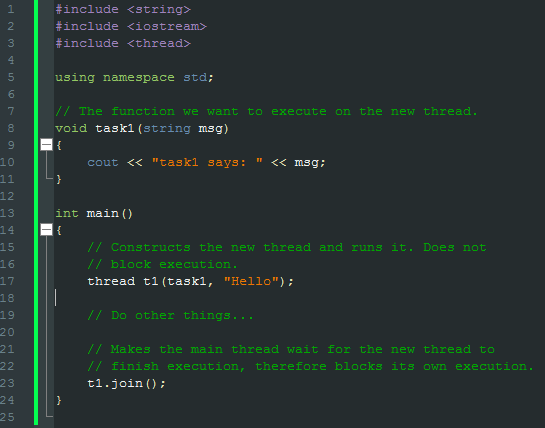 1 #include <string>
2 #include <iostream>
3 #include <thread>
4
5 using namespace std;
6
7 // The function we want to execute on the new thread.
8 void task1(string msg)
9 {
10     cout << "task1 says: " << msg;
11 }
12
13 int main()
14 {
15     // Constructs the new thread and runs it. Does not
16     // block execution.
17     thread t1(task1, "Hello");
18
19     // Do other things...
20
21     // Makes the main thread wait for the new thread to
22     // finish execution, therefore blocks its own execution.
23     t1.join();
24 }
25